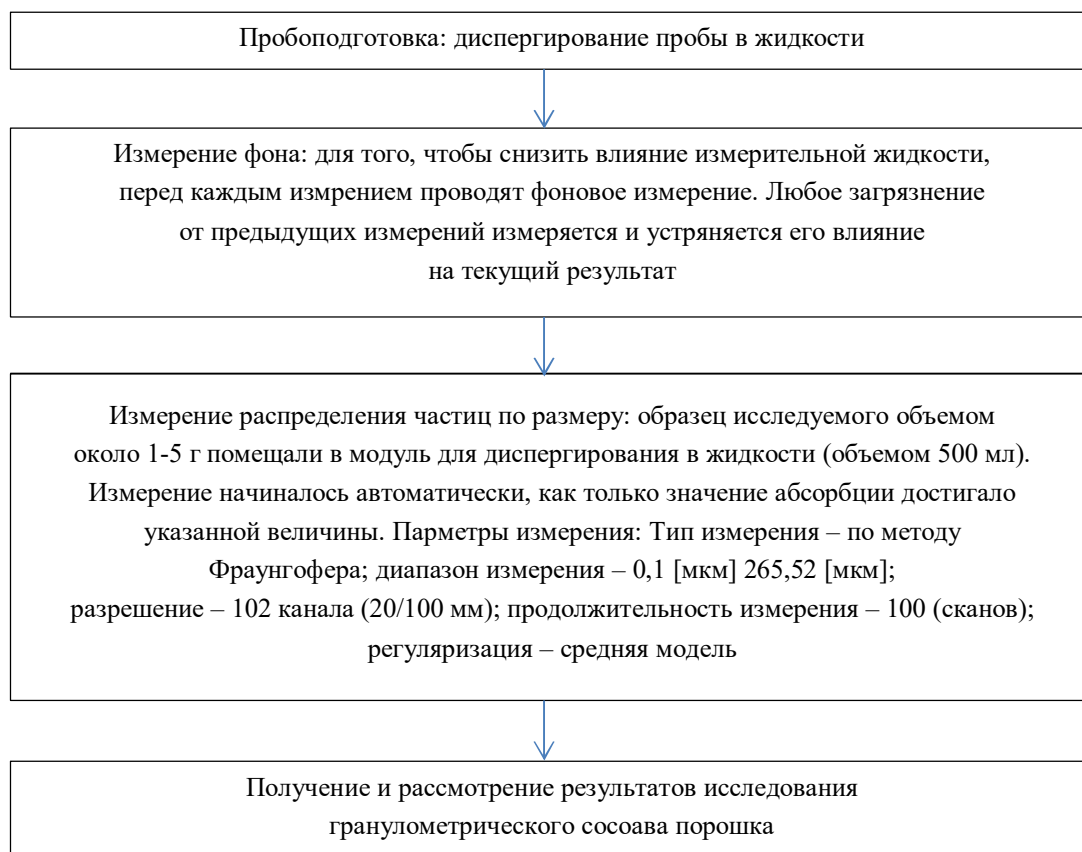 Пробоподготовка: диспергирование пробы в жидкости
Измерение фона: для того, чтобы снизить влияние измерительной жидкости,
перед каждым измрением проводят фоновое измерение. Любое загрязнение
от предыдущих измерений измеряется и устряняется его влияние
на текущий результат
Измерение распределения частиц по размеру: образец исследуемого объемом
около 1-5 г помещали в модуль для диспергирования в жидкости (объемом 500 мл).
Измерение начиналось автоматически, как только значение абсорбции достигало
указанной величины. Парметры измерения: Тип измерения – по методу
Фраунгофера; диапазон измерения – 0,1 [мкм] 265,52 [мкм];
разрешение – 102 канала (20/100 мм); продолжительность измерения – 100 (сканов);
регуляризация – средняя модель
Получение и рассмотрение результатов исследования
гранулометрического сосоава порошка